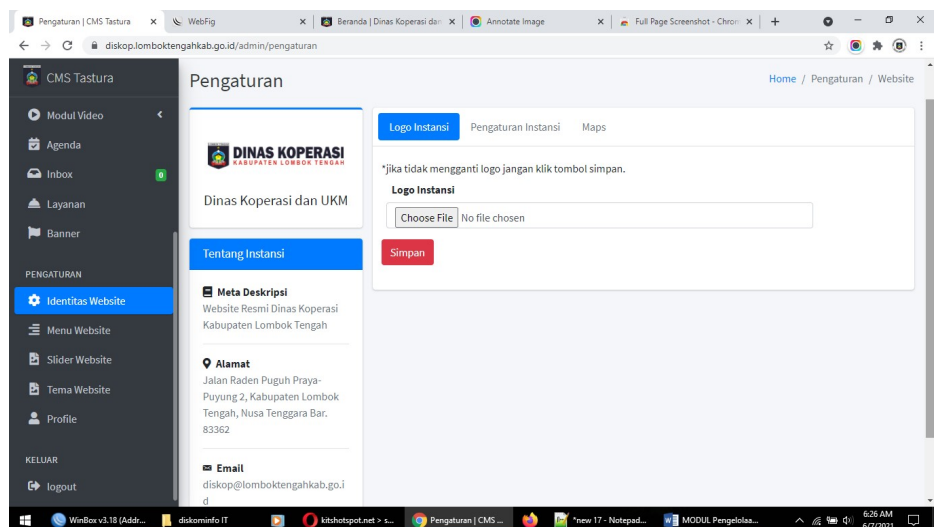 Pengaturan | CMS Tastura
WebFig
Beranda | Dinas Koperasi dan
Annotate Image
Full Page Screenshot - Chrom
diskop.lomboktengahkab.go.id/admin/pengaturan
CMS Tastura
Modul Video
Agenda
Inbox 0
Layanan
Banner
PENGATURAN
Identitas Website
Menu Website
Slider Website
Tema Website
Profile
KELUAR
logout
Pengaturan
Home / Pengaturan / Website
DINAS KOPERASI
KABUPATEN LOMBOK TENGAH
Dinas Koperasi dan UKM
Tentang Instansi
Meta Deskripsi
Website Resmi Dinas Koperasi
Kabupaten Lombok Tengah
Alamat
Jalan Raden Puguh Praya-
Puyung 2, Kabupaten Lombok
Tengah, Nusa Tenggara Bar.
83362
Email
diskop@lomboktengahkab.go.i
d
Logo Instansi Pengaturan Instansi Maps
*jika tidak mengganti logo jangan klik tombol simpan.
Logo Instansi
Choose File No file chosen
Simpan
WinBox v3.18 (Addr...
diskominfo IT
kitshotspot.net > s...
Pengaturan | CMS ...
*new 17 - Notepad...
MODUL Pengelolaa...
6:26 AM
6/7/2021